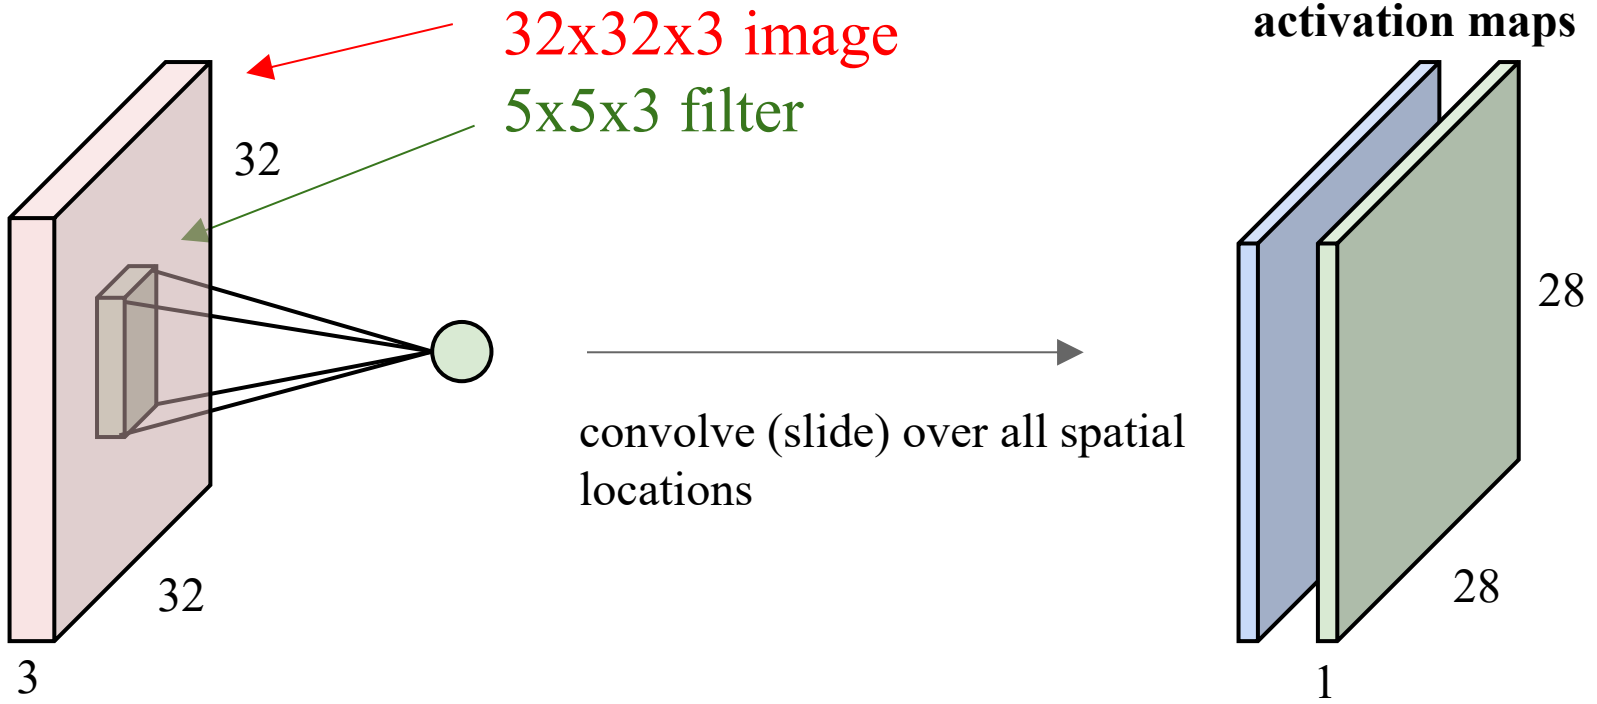 32x32x3 image
5x5x3 filter
activation maps
32
28
convolve (slide) over all spatial
locations
32
28
3
1